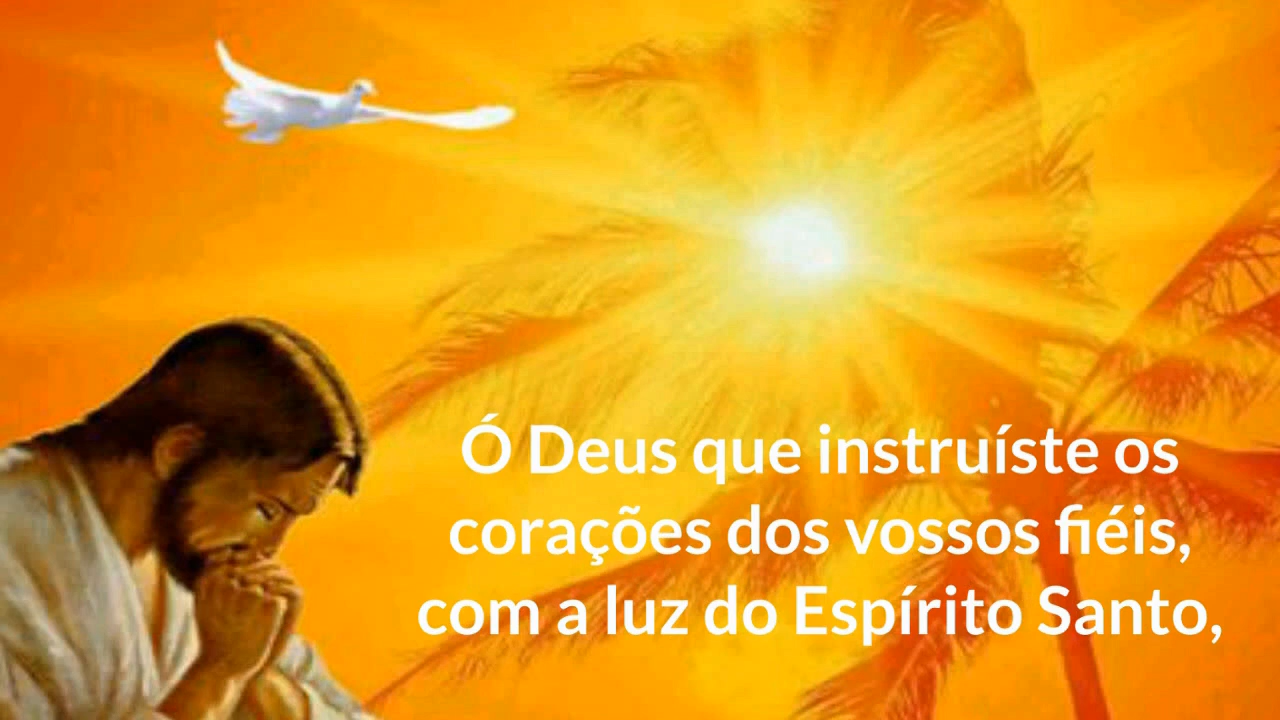 Ó Deus que instruíste os
corações dos vossos fiéis,
com a luz do Espírito Santo,